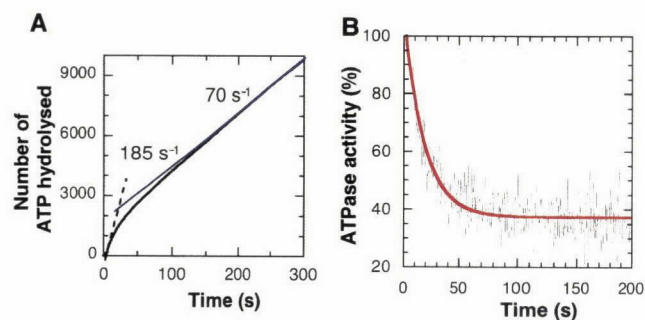 A
Number of
ATP hydrolysed
9000
6000
3000
0
185 s⁻¹
70 s⁻¹
0
100
200
300
Time (s)
B
ATPase activity (%)
100
80
60
40
20
0
50
100
150
200
Time (s)